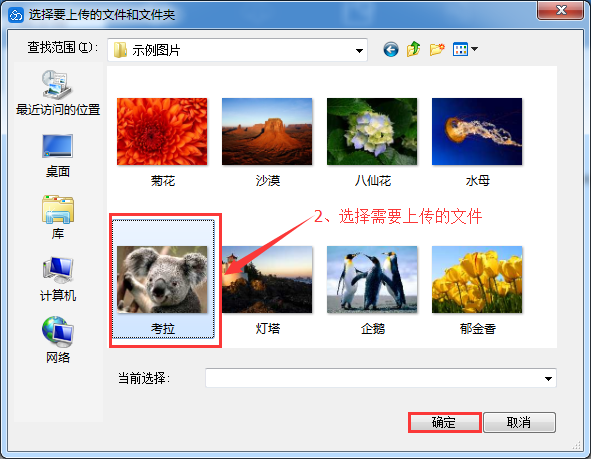 选择要上传的文件和文件夹
查找范围(I):
示例图片
最近访问的位置
桌面
库
计算机
网络
菊花
沙漠
八仙花
水母
2、选择需要上传的文件
考拉
灯塔
企鹅
郁金香
当前选择:
确定
取消